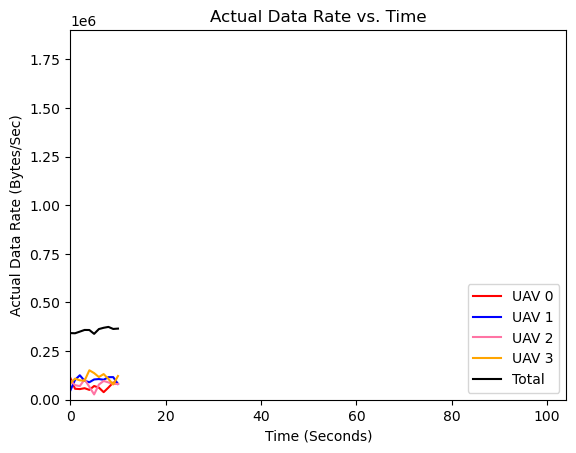 Actual Data Rate vs. Time
1e6
Actual Data Rate (Bytes/Sec)
1.75
1.50
1.25
1.00
0.75
0.50
0.25
0.00
0 20 40 60 80 100
Time (Seconds)
UAV 0
UAV 1
UAV 2
UAV 3
Total